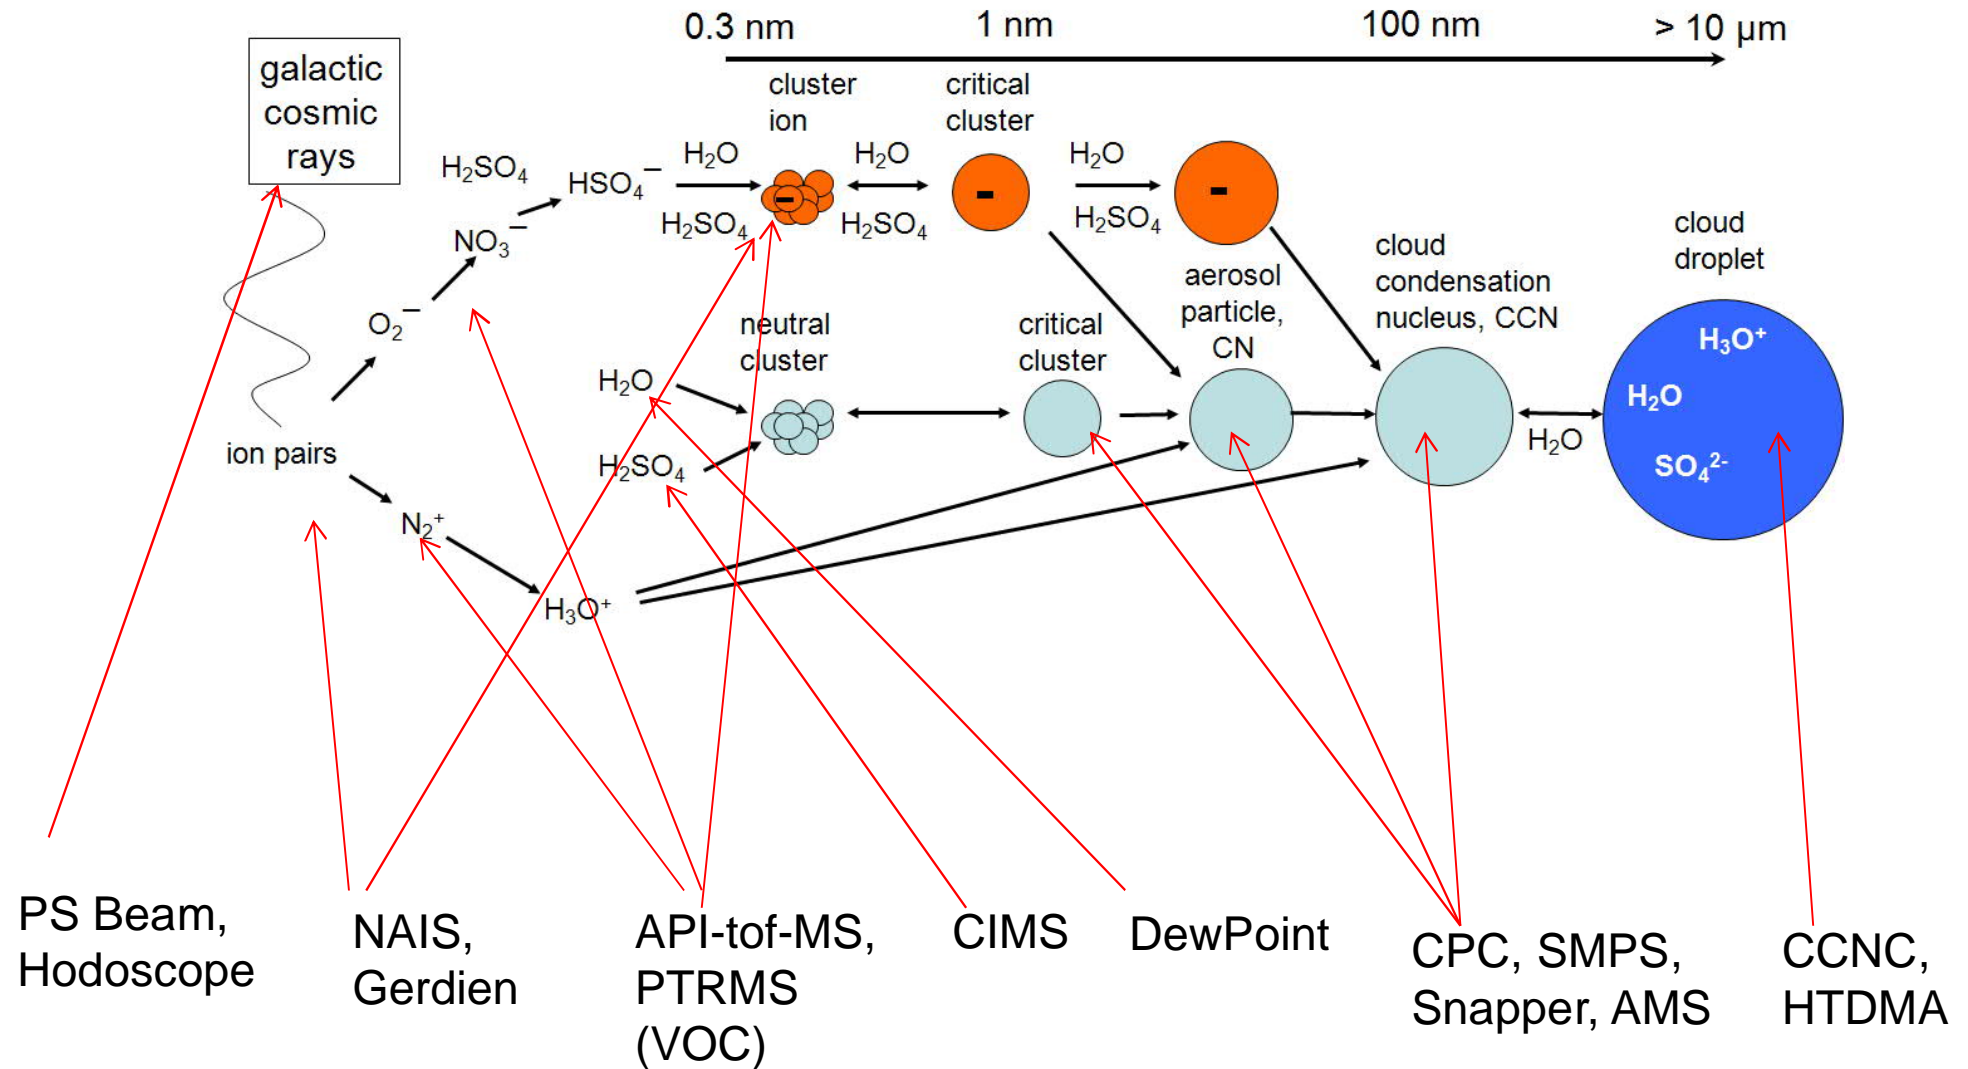 0.3 nm
1 nm
100 nm
> 10 µm
galactic
cosmic
rays
cluster
ion
critical
cluster
H₂SO₄
HSO₄⁻
H₂O
H₂SO₄
H₂O
H₂SO₄
H₂O
H₂SO₄
-
-
-
NO₃⁻
O₂⁻
ion pairs
N₂⁺
H₃O⁺
neutral
cluster
H₂O
H₂SO₄
critical
cluster
aerosol
particle,
CN
cloud
condensation
nucleus, CCN
H₂O
cloud
droplet
H₃O⁺
H₂O
SO₄²⁻
PS Beam,
Hodoscope
NAIS,
Gerdien
API-tof-MS,
PTRMS
(VOC)
CIMS
DewPoint
CPC, SMPS,
Snapper, AMS
CCNC,
HTDMA